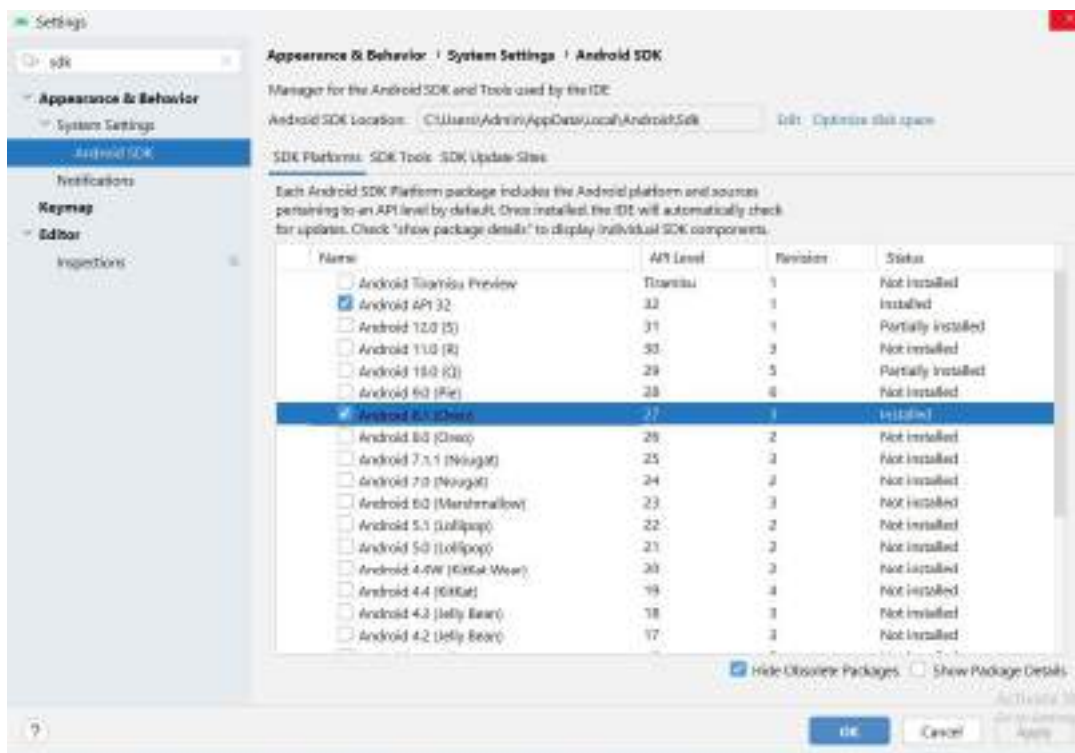 Settings
sdk
Appearance & Behavior
System Settings
Android SDK
Notifications
Keymap
Editor
Inspections
Appearance & Behavior › System Settings › Android SDK
Manager for the Android SDK and Tools used by the IDE
Android SDK Location: C:\Users\Admin\AppData\Local\Android\Sdk Edit Optimize disk space
SDK Platforms SDK Tools SDK Update Sites
Each Android SDK Platform package includes the Android platform and sources
pertaining to an API level by default. Once installed, the IDE will automatically check
for updates. Check "show package details" to display individual SDK components.
Name API Level Revision Status
Android Tiramisu Preview Tiramisu 1 Not installed
Android API 32 32 1 Installed
Android 12.0 (S) 31 1 Partially installed
Android 11.0 (R) 30 3 Not installed
Android 10.0 (Q) 29 5 Partially installed
Android 9.0 (Pie) 28 6 Not installed
Android 8.1 (Oreo) 27 3 Installed
Android 8.0 (Oreo) 26 2 Not installed
Android 7.1.1 (Nougat) 25 3 Not installed
Android 7.0 (Nougat) 24 2 Not installed
Android 6.0 (Marshmallow) 23 3 Not installed
Android 5.1 (Lollipop) 22 2 Not installed
Android 5.0 (Lollipop) 21 2 Not installed
Android 4.4W (KitKat Wear) 20 2 Not installed
Android 4.4 (KitKat) 19 4 Not installed
Android 4.3 (Jelly Bean) 18 3 Not installed
Android 4.2 (Jelly Bean) 17 3 Not installed
Hide Obsolete Packages Show Package Details
? OK Cancel Apply